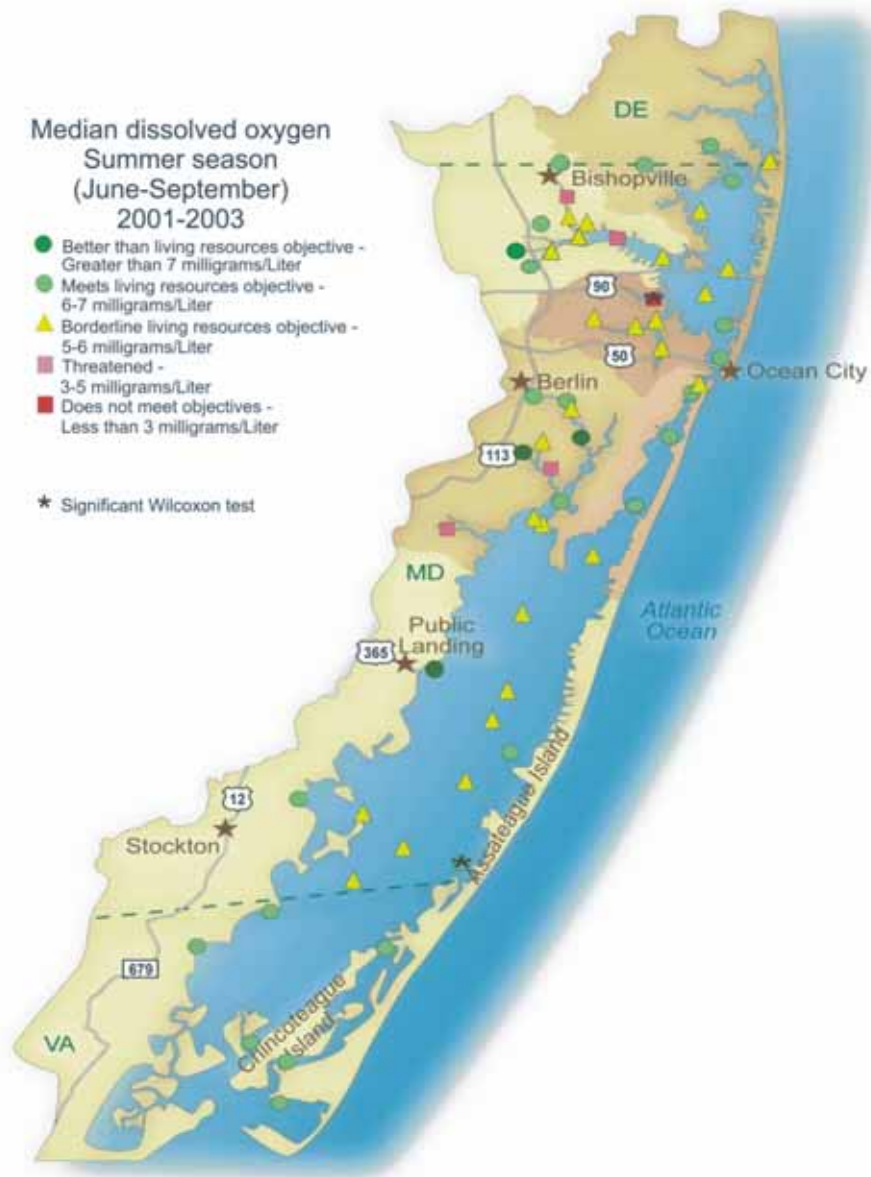 Median dissolved oxygen
Summer season
(June-September)
2001-2003
Better than living resources objective -
Greater than 7 milligrams/Liter
Meets living resources objective -
6-7 milligrams/Liter
Borderline living resources objective -
5-6 milligrams/Liter
Threatened -
3-5 milligrams/Liter
Does not meet objectives -
Less than 3 milligrams/Liter
* Significant Wilcoxon test
DE
Bishopville
90
50
Ocean City
Berlin
113
MD
Atlantic
Ocean
Public
Landing
365
Assateague Island
12
Stockton
679
Chincoteague
Island
VA